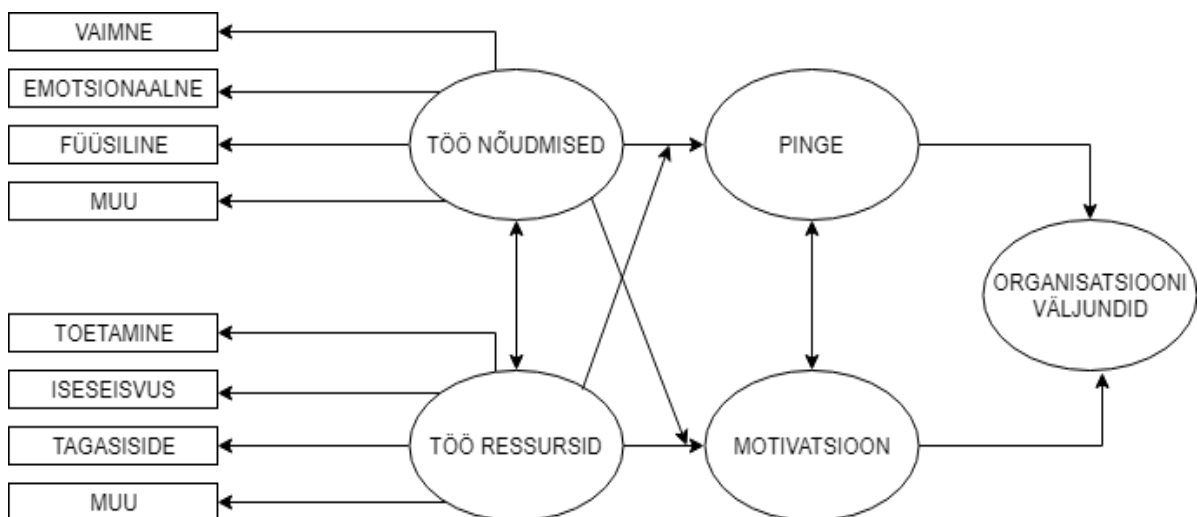 VAIMNE
EMOTSIONAALNE
FÜÜSILINE
MUU
TÖÖ NÕUDMISED
PINGE
ORGANISATSIOONI
VÄLJUNDID
TOETAMINE
ISESEISVUS
TAGASISIDE
MUU
TÖÖ RESSURSID
MOTIVATSIOON